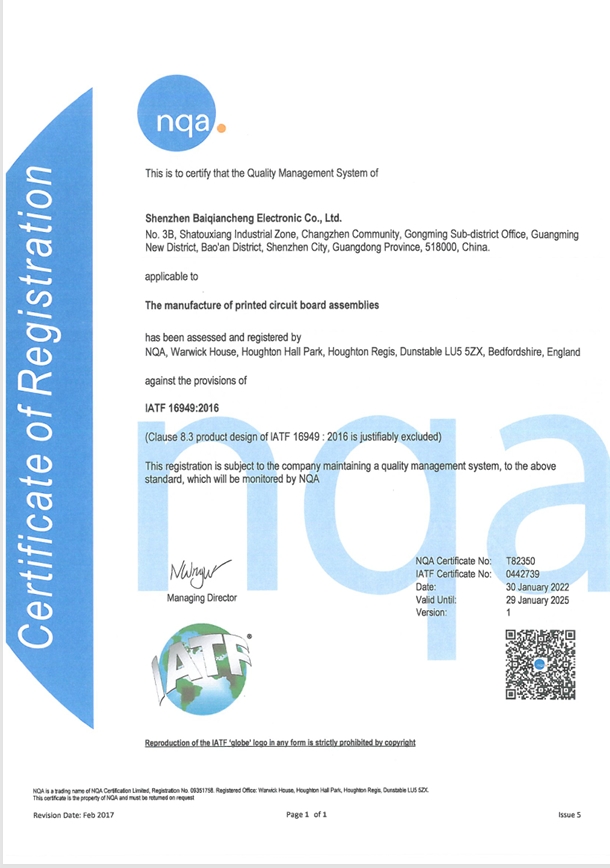 nqa.
Certificate of Registration
This is to certify that the Quality Management System of
Shenzhen Baiqiancheng Electronic Co., Ltd.
No. 3B, Shatouxiang Industrial Zone, Changzhen Community, Gongming Sub-district Office, Guangming
New District, Bao'an District, Shenzhen City, Guangdong Province, 518000, China.
applicable to
The manufacture of printed circuit board assemblies
has been assessed and registered by
NQA, Warwick House, Houghton Hall Park, Houghton Regis, Dunstable LU5 5ZX, Bedfordshire, England
against the provisions of
IATF 16949:2016
(Clause 8.3 product design of IATF 16949 : 2016 is justifiably excluded)
This registration is subject to the company maintaining a quality management system, to the above
standard, which will be monitored by NQA
nqa
Managing Director
NQA Certificate No: T82350
IATF Certificate No: 0442739
Date: 30 January 2022
Valid Until: 29 January 2025
Version: 1
IATF
®
nqa
Reproduction of the IATF 'globe' logo in any form is strictly prohibited by copyright
NQA is a trading name of NQA Certification Limited, Registration No. 09351758. Registered Office: Warwick House, Houghton Hall Park, Houghton Regis, Dunstable LU5 5ZX.
This certificate is the property of NQA and must be returned on request
Revision Date: Feb 2017 Page 1 of 1 Issue 5